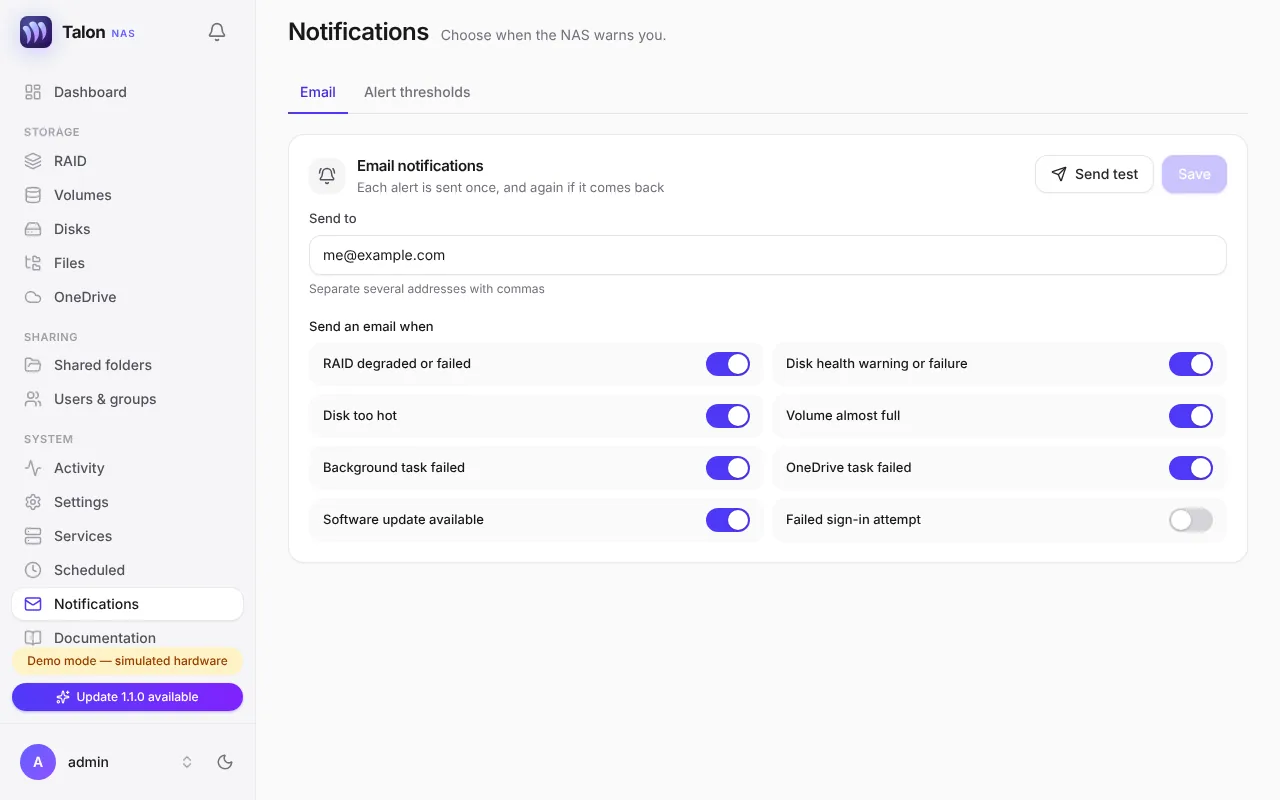 Talon NAS
Dashboard
STORAGE
RAID
Volumes
Disks
Files
OneDrive
SHARING
Shared folders
Users & groups
SYSTEM
Activity
Settings
Services
Scheduled
Notifications
Documentation
Demo mode — simulated hardware
Update 1.1.0 available
A admin
Notifications Choose when the NAS warns you.
Email Alert thresholds
Email notifications
Each alert is sent once, and again if it comes back
Send test Save
Send to
me@example.com
Separate several addresses with commas
Send an email when
RAID degraded or failed Disk health warning or failure
Disk too hot Volume almost full
Background task failed OneDrive task failed
Software update available Failed sign-in attempt